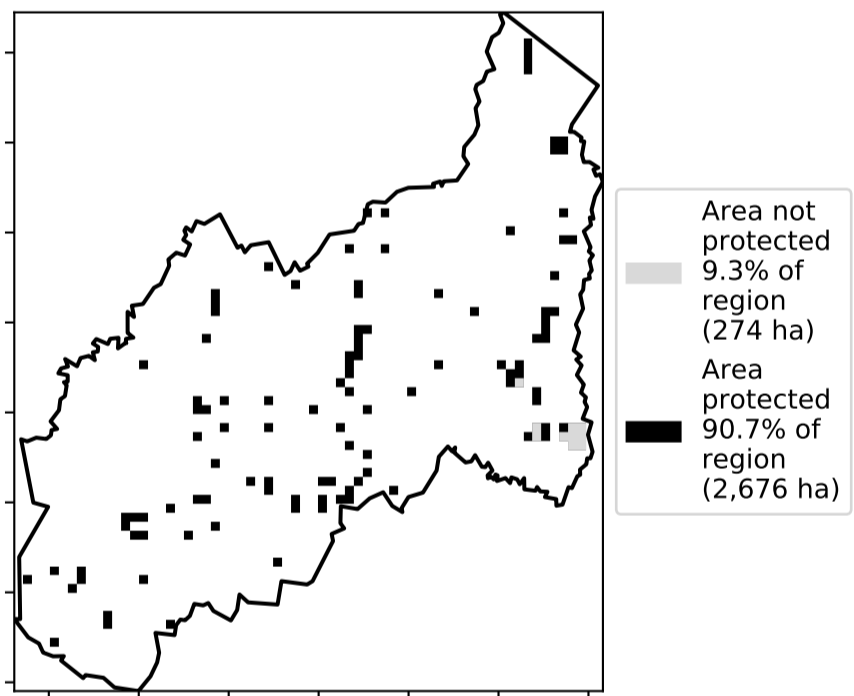 Area not
protected
9.3% of
region
(274 ha)
Area
protected
90.7% of
region
(2,676 ha)